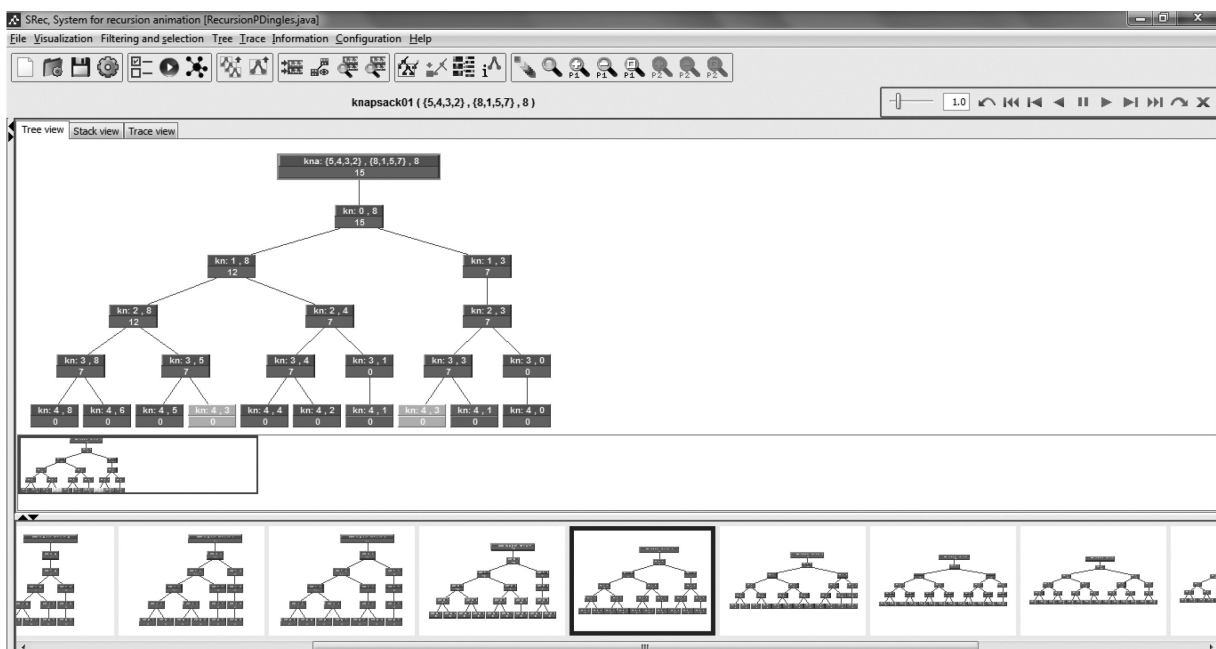 SRec, System for recursion animation [RecursionPDingles.java]
File Visualization Filtering and selection Tree Trace Information Configuration Help
P1 P1 P1 P2 P2 P2
knapsack01 ( {5,4,3,2} , {8,1,5,7} , 8 )
1.0
Tree view Stack view Trace view
kna: {5,4,3,2} , {8,1,5,7} , 8
15
kn: 0 , 8
15
kn: 1 , 8 kn: 1 , 3
12 7
kn: 2 , 8 kn: 2 , 4 kn: 2 , 3
12 7 7
kn: 3 , 8 kn: 3 , 5 kn: 3 , 4 kn: 3 , 1 kn: 3 , 3 kn: 3 , 0
7 7 7 0 7 0
kn: 4 , 8 kn: 4 , 6 kn: 4 , 5 kn: 4 , 3 kn: 4 , 4 kn: 4 , 2 kn: 4 , 1 kn: 4 , 3 kn: 4 , 1 kn: 4 , 0
0 0 0 0 0 0 0 0 0 0